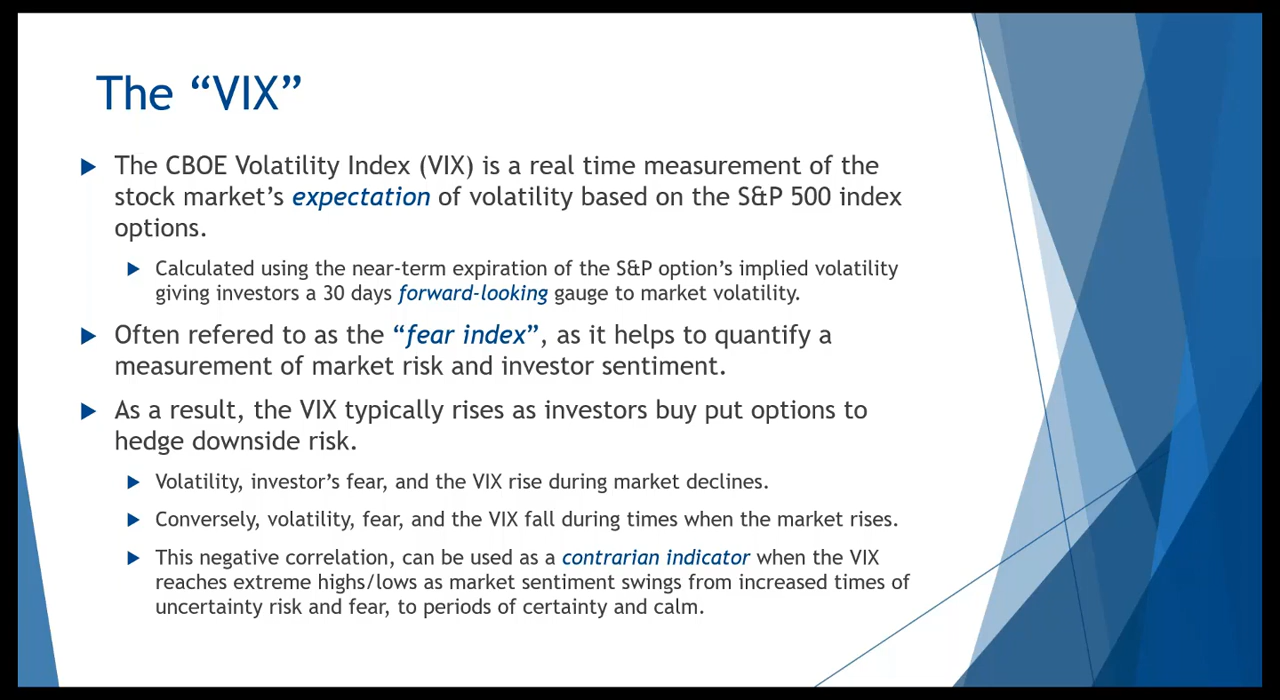 The “VIX”
The CBOE Volatility Index (VIX) is a real time measurement of the
stock market’s expectation of volatility based on the S&P 500 index
options.
Calculated using the near-term expiration of the S&P option’s implied volatility
giving investors a 30 days forward-looking gauge to market volatility.
Often refered to as the “fear index”, as it helps to quantify a
measurement of market risk and investor sentiment.
As a result, the VIX typically rises as investors buy put options to
hedge downside risk.
Volatility, investor’s fear, and the VIX rise during market declines.
Conversely, volatility, fear, and the VIX fall during times when the market rises.
This negative correlation, can be used as a contrarian indicator when the VIX
reaches extreme highs/lows as market sentiment swings from increased times of
uncertainty risk and fear, to periods of certainty and calm.